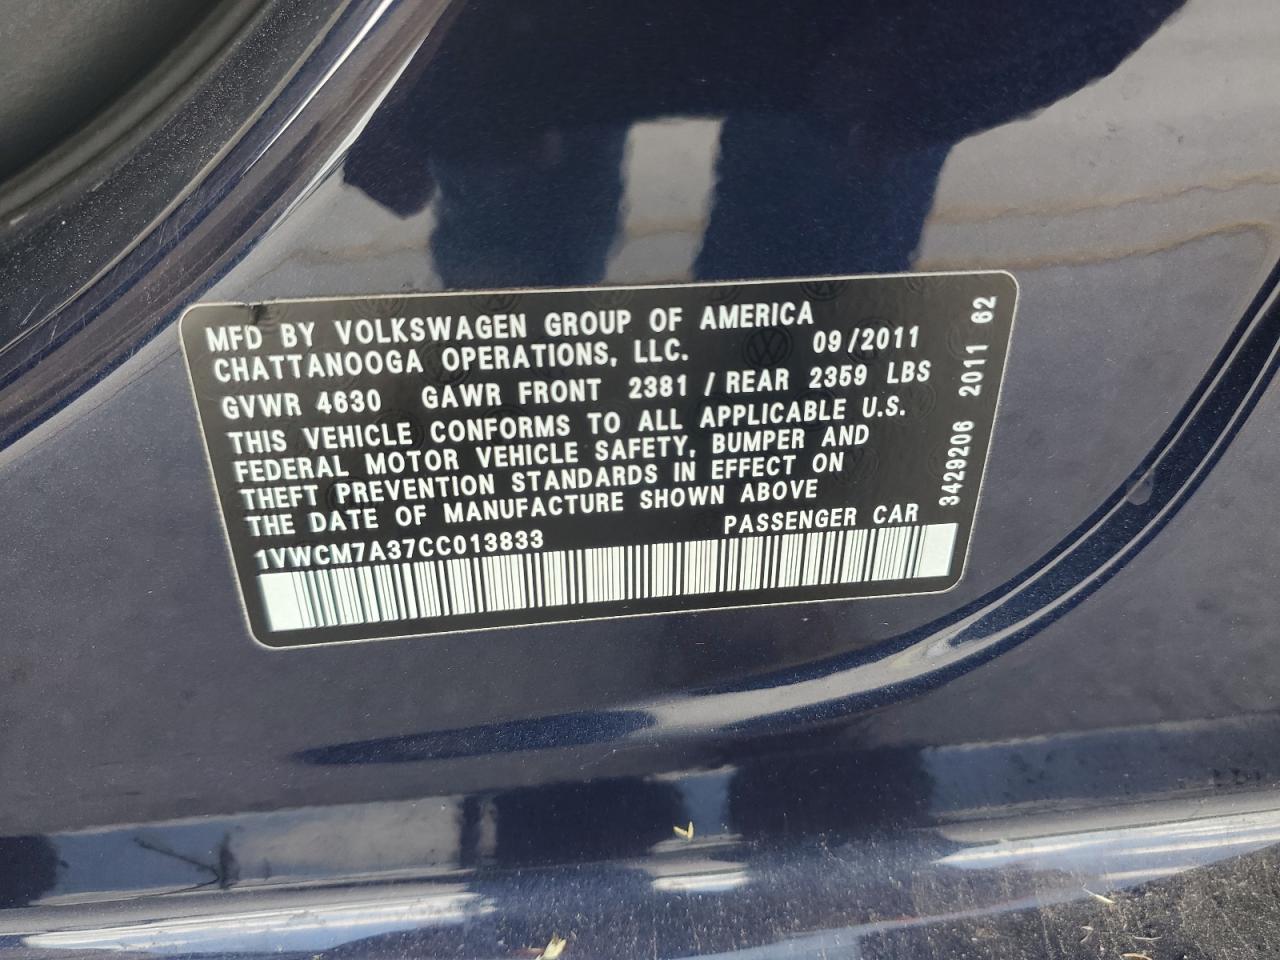 MFD BY VOLKSWAGEN GROUP OF AMERICA
CHATTANOOGA OPERATIONS, LLC. 09/2011
GVWR 4630 GAWR FRONT 2381 / REAR 2359 LBS
THIS VEHICLE CONFORMS TO ALL APPLICABLE U.S.
FEDERAL MOTOR VEHICLE SAFETY, BUMPER AND
THEFT PREVENTION STANDARDS IN EFFECT ON
THE DATE OF MANUFACTURE SHOWN ABOVE
1VWCM7A37CC013833 PASSENGER CAR
3429206 2011 62